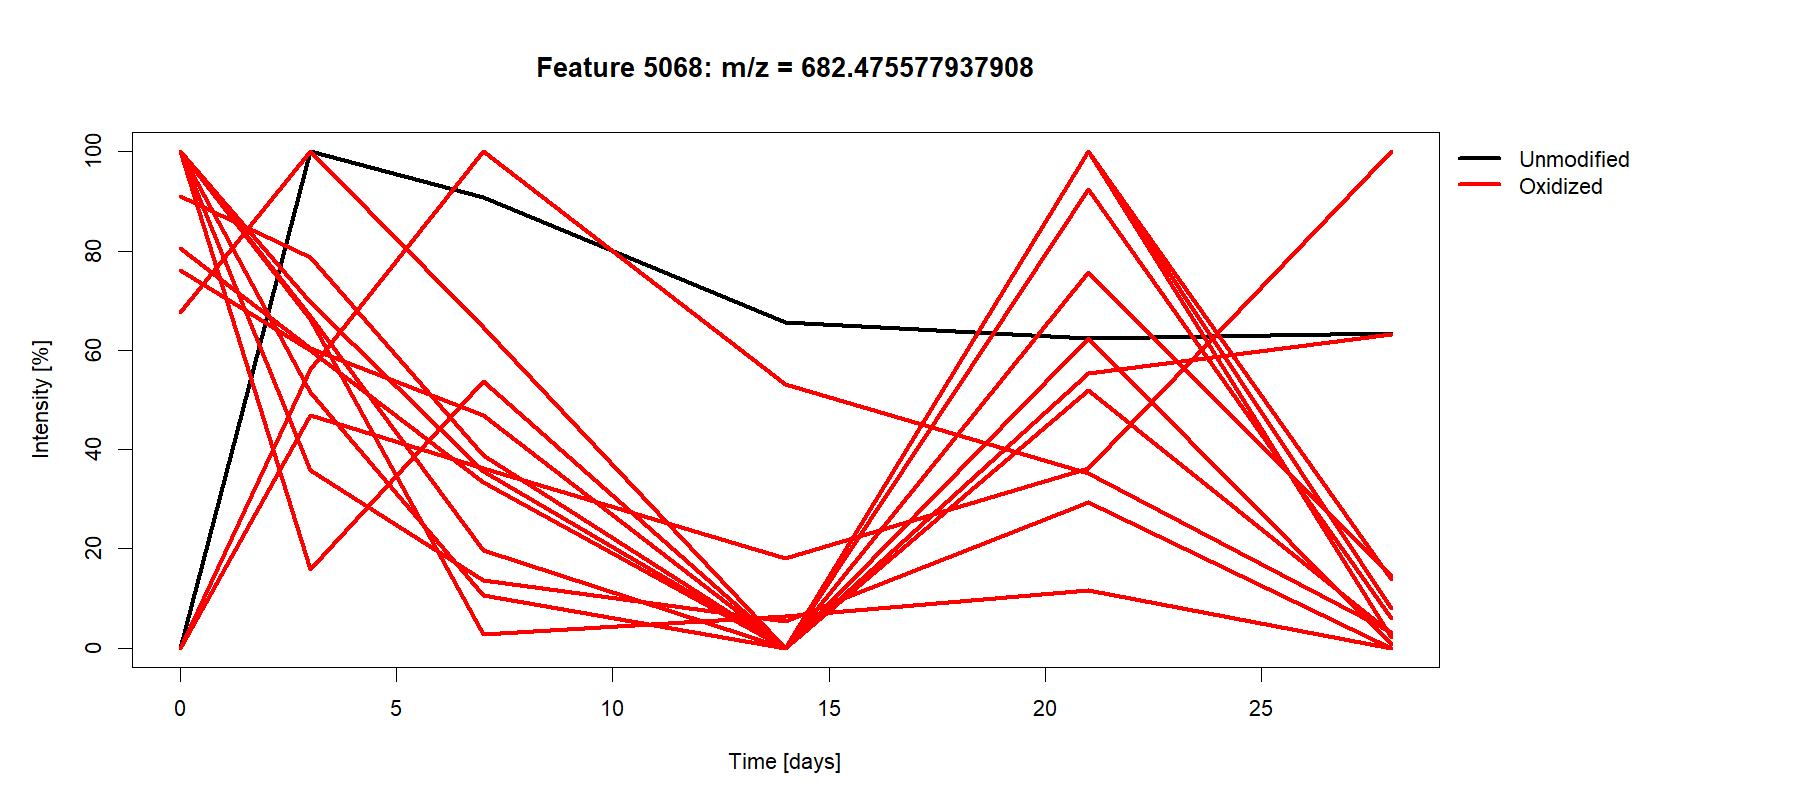 Feature 5068: m/z = 682.475577937908
Unmodified
Oxidized
Intensity [%]
100
80
60
40
20
0
0 5 10 15 20 25
Time [days]